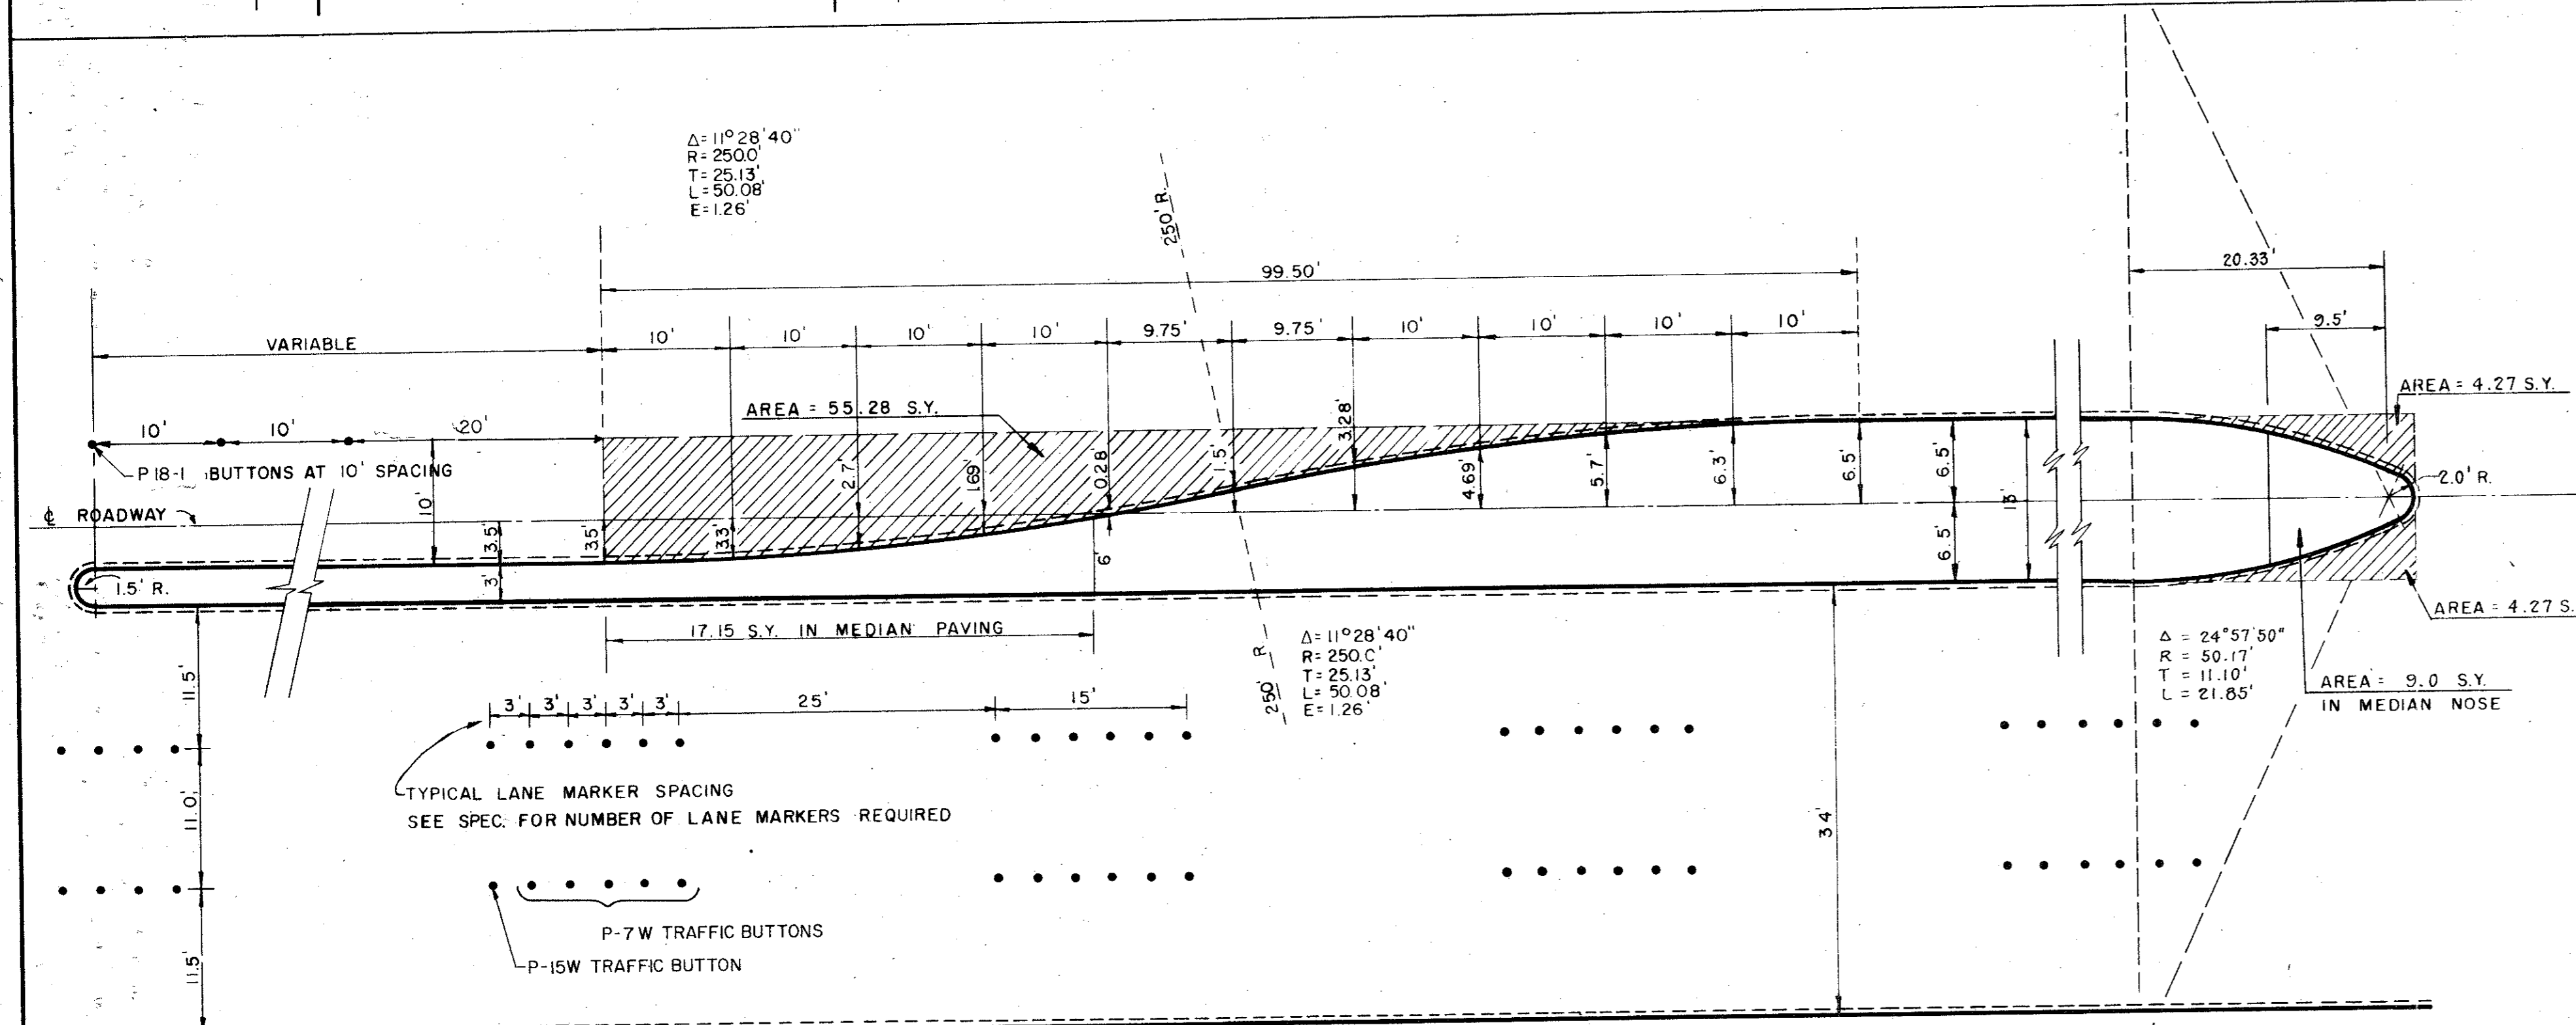 Δ=11°28'40"
R=250.0'
T=25.13'
L=50.08'
E=1.26'
250' R.
99.50'
20.33'
VARIABLE
10'
10'
10'
10'
9.75'
9.75'
10'
10'
10'
10'
9.5'
AREA = 55.28 S.Y.
AREA = 4.27 S.Y.
10'
10'
20'
P 18-1 BUTTONS AT 10' SPACING
℄ ROADWAY
10'
3.5'
3'
3.5'
3.3'
2.7'
1.69'
0.28'
1.5'
3.28'
4.69'
5.7'
6.3'
6.5'
6.5'
6.5'
13'
2.0' R.
6'
1.5' R.
AREA = 4.27 S.
17.15 S.Y. IN MEDIAN PAVING
250' R.
Δ=11°28'40"
R=250.0'
T=25.13'
L=50.08'
E=1.26'
Δ = 24°57'50"
R = 50.17'
T = 11.10'
L = 21.85'
AREA = 9.0 S.Y.
IN MEDIAN NOSE
11.5'
3'
3'
3'
3'
3'
25'
15'
TYPICAL LANE MARKER SPACING
SEE SPEC. FOR NUMBER OF LANE MARKERS REQUIRED
11.0'
34'
P-7W TRAFFIC BUTTONS
P-15W TRAFFIC BUTTON
11.5'